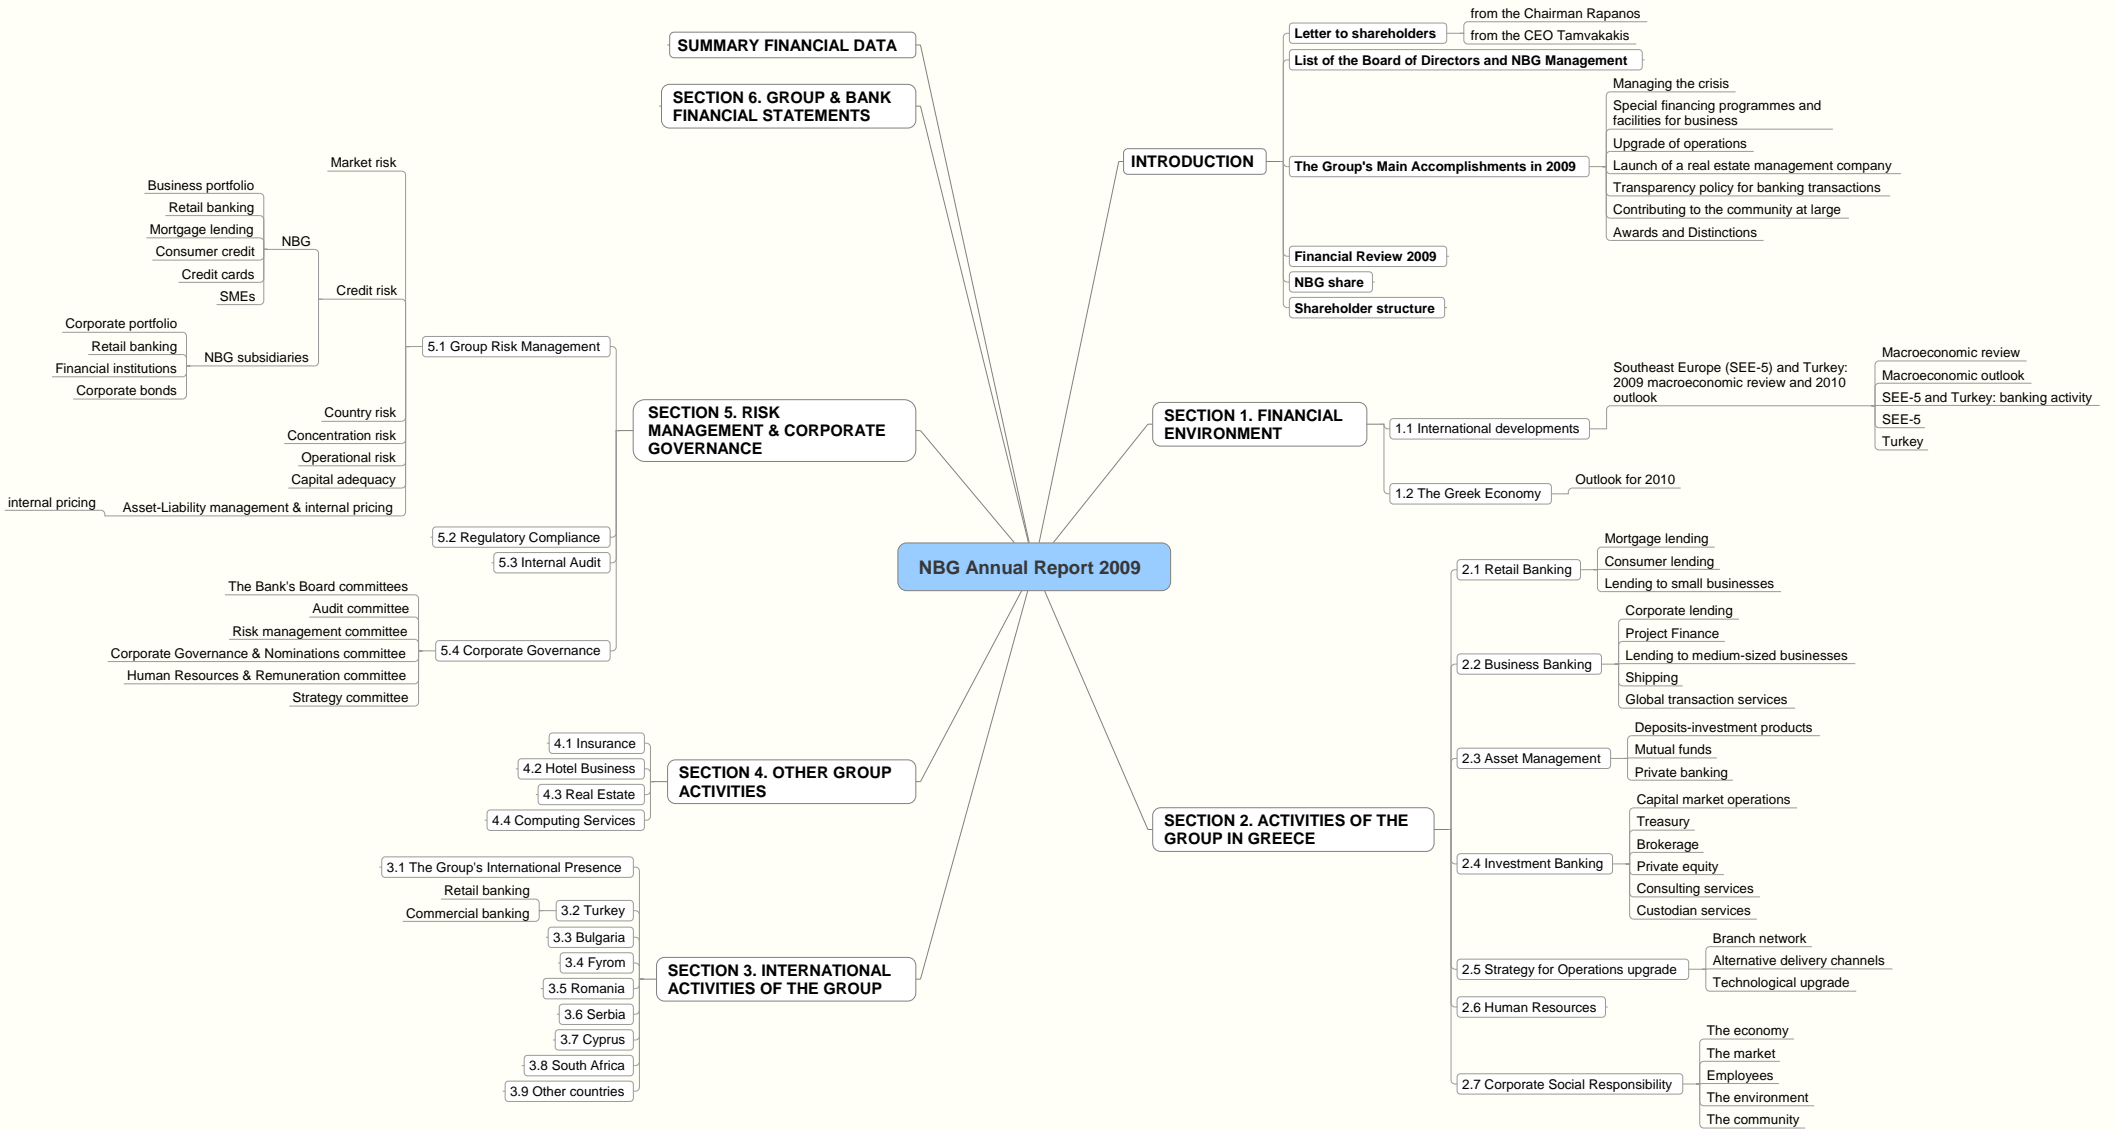 NBG Annual Report 2009
INTRODUCTION
Letter to shareholders
from the Chairman Rapanos
from the CEO Tamvakakis
List of the Board of Directors and NBG Management
The Group's Main Accomplishments in 2009
Managing the crisis
Special financing programmes and
facilities for business
Upgrade of operations
Launch of a real estate management company
Transparency policy for banking transactions
Contributing to the community at large
Awards and Distinctions
Financial Review 2009
NBG share
Shareholder structure
SECTION 1. FINANCIAL
ENVIRONMENT
1.1 International developments
Southeast Europe (SEE-5) and Turkey:
2009 macroeconomic review and 2010
outlook
Macroeconomic review
Macroeconomic outlook
SEE-5 and Turkey: banking activity
SEE-5
Turkey
1.2 The Greek Economy
Outlook for 2010
SECTION 2. ACTIVITIES OF THE
GROUP IN GREECE
2.1 Retail Banking
Mortgage lending
Consumer lending
Lending to small businesses
2.2 Business Banking
Corporate lending
Project Finance
Lending to medium-sized businesses
Shipping
Global transaction services
2.3 Asset Management
Deposits-investment products
Mutual funds
Private banking
2.4 Investment Banking
Capital market operations
Treasury
Brokerage
Private equity
Consulting services
Custodian services
2.5 Strategy for Operations upgrade
Branch network
Alternative delivery channels
Technological upgrade
2.6 Human Resources
2.7 Corporate Social Responsibility
The economy
The market
Employees
The environment
The community
SECTION 3. INTERNATIONAL
ACTIVITIES OF THE GROUP
3.1 The Group's International Presence
3.2 Turkey
Retail banking
Commercial banking
3.3 Bulgaria
3.4 Fyrom
3.5 Romania
3.6 Serbia
3.7 Cyprus
3.8 South Africa
3.9 Other countries
SECTION 4. OTHER GROUP
ACTIVITIES
4.1 Insurance
4.2 Hotel Business
4.3 Real Estate
4.4 Computing Services
SECTION 5. RISK
MANAGEMENT & CORPORATE
GOVERNANCE
5.1 Group Risk Management
Market risk
Credit risk
NBG
Business portfolio
Retail banking
Mortgage lending
Consumer credit
Credit cards
SMEs
NBG subsidiaries
Corporate portfolio
Retail banking
Financial institutions
Corporate bonds
Country risk
Concentration risk
Operational risk
Capital adequacy
Asset-Liability management & internal pricing
internal pricing
5.2 Regulatory Compliance
5.3 Internal Audit
5.4 Corporate Governance
The Bank's Board committees
Audit committee
Risk management committee
Corporate Governance & Nominations committee
Human Resources & Remuneration committee
Strategy committee
SECTION 6. GROUP & BANK
FINANCIAL STATEMENTS
SUMMARY FINANCIAL DATA